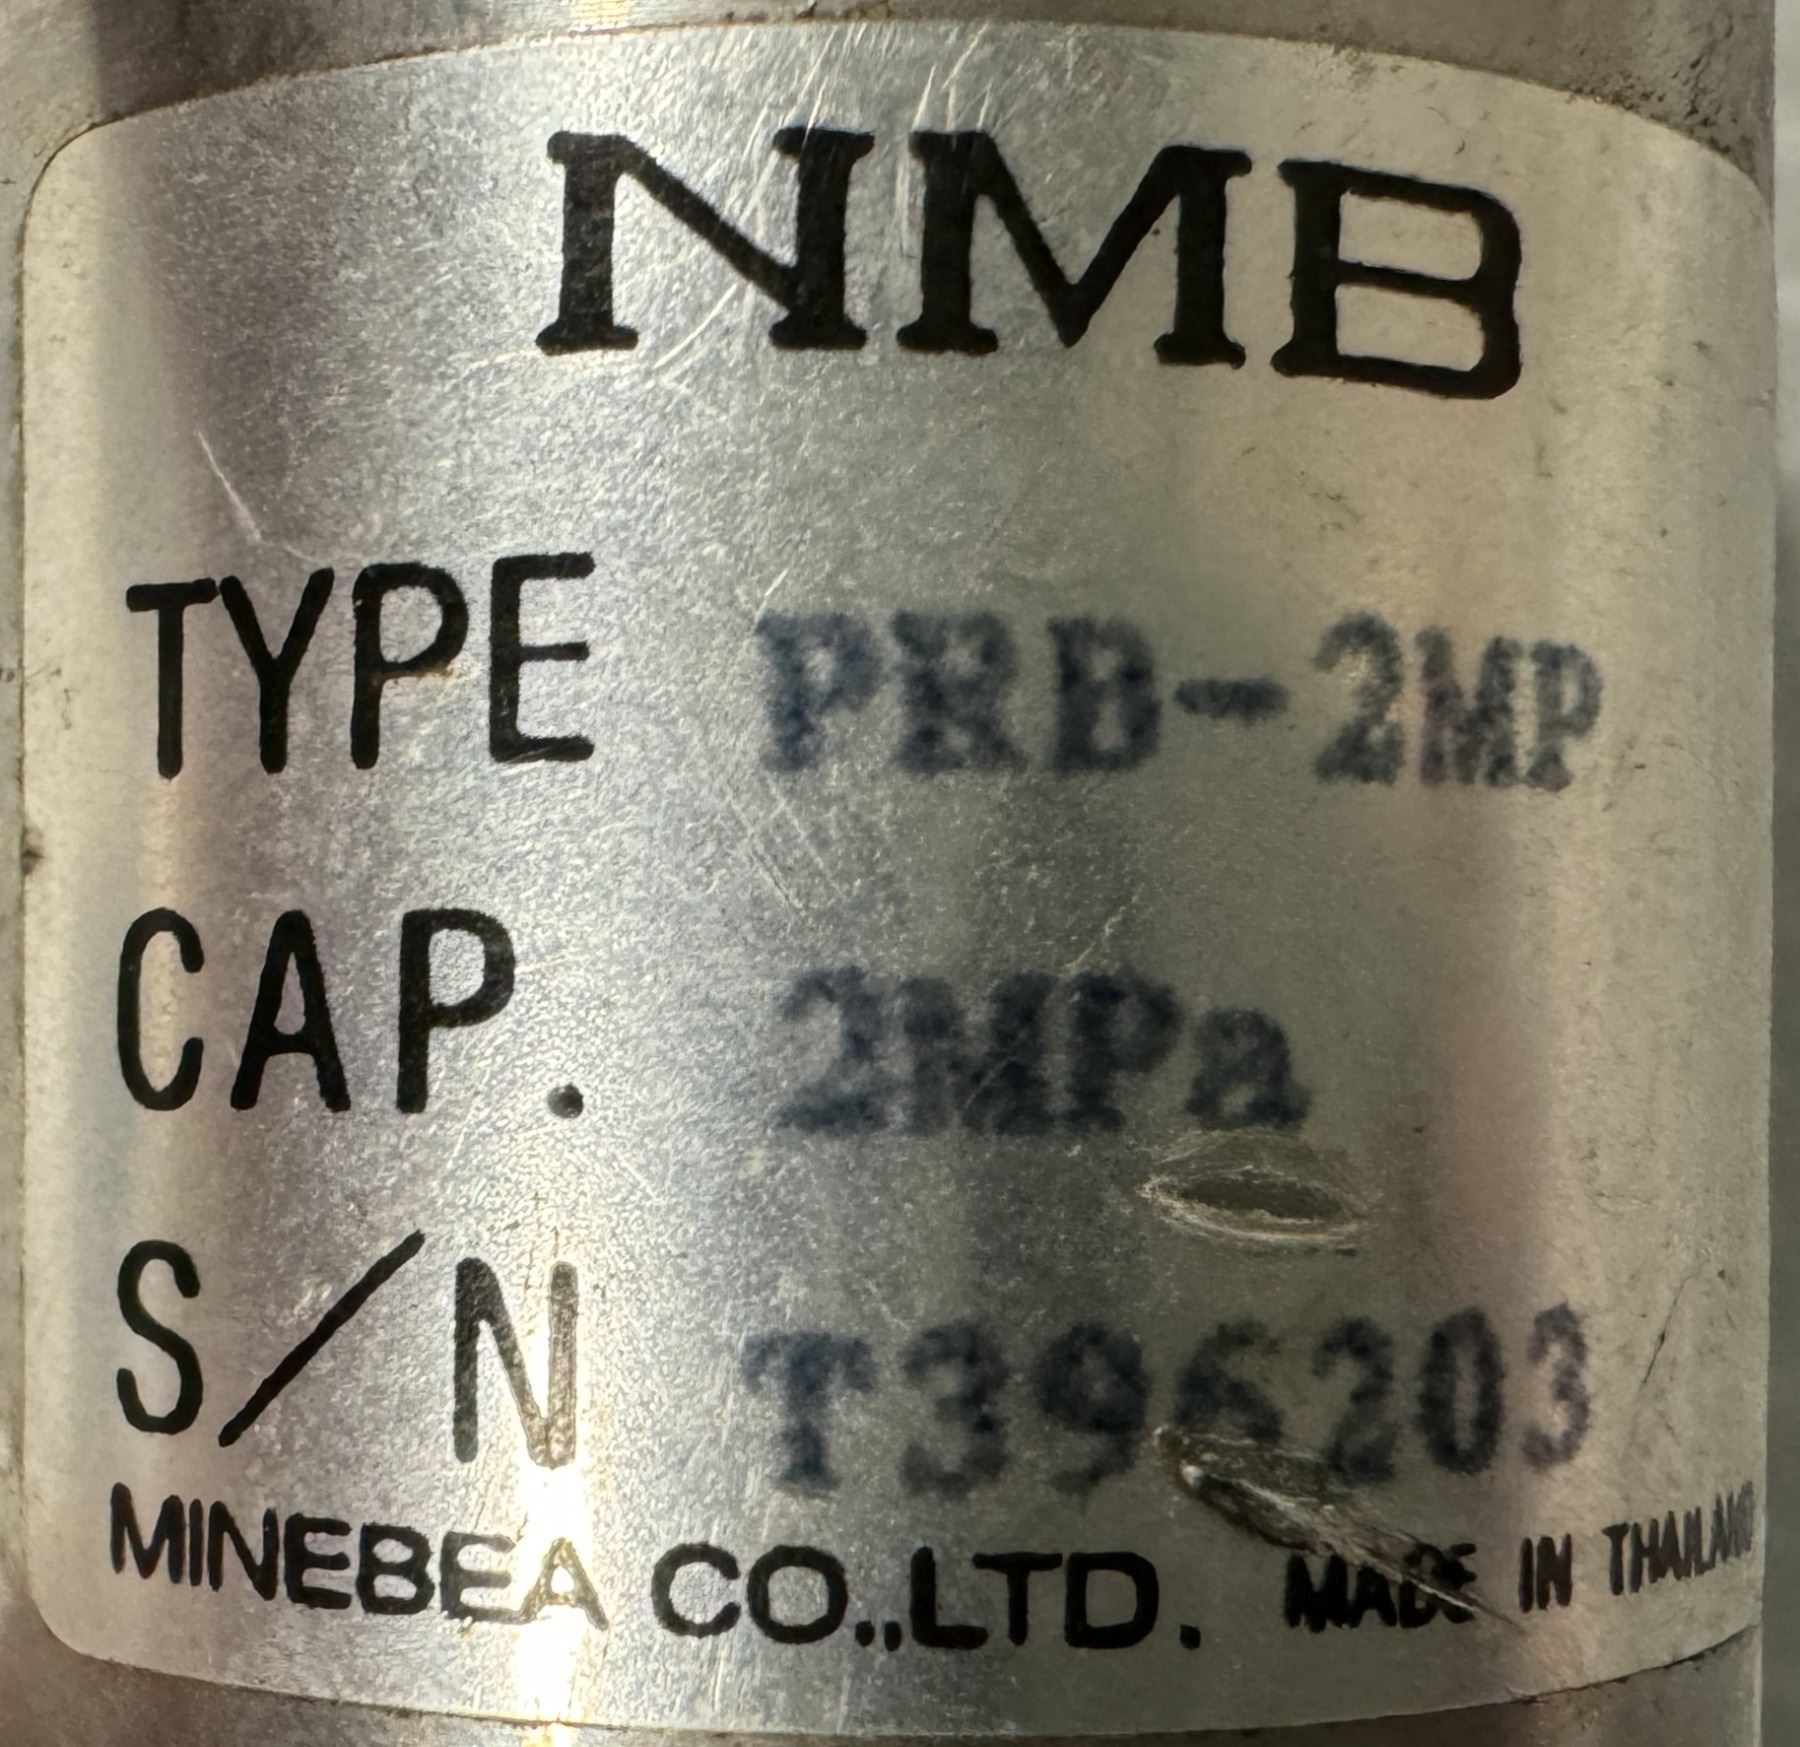 NMB
TYPE PRB-2MP
CAP. 2MPa
S/N T396203
MINEBEA CO.,LTD. MADE IN THAILAND